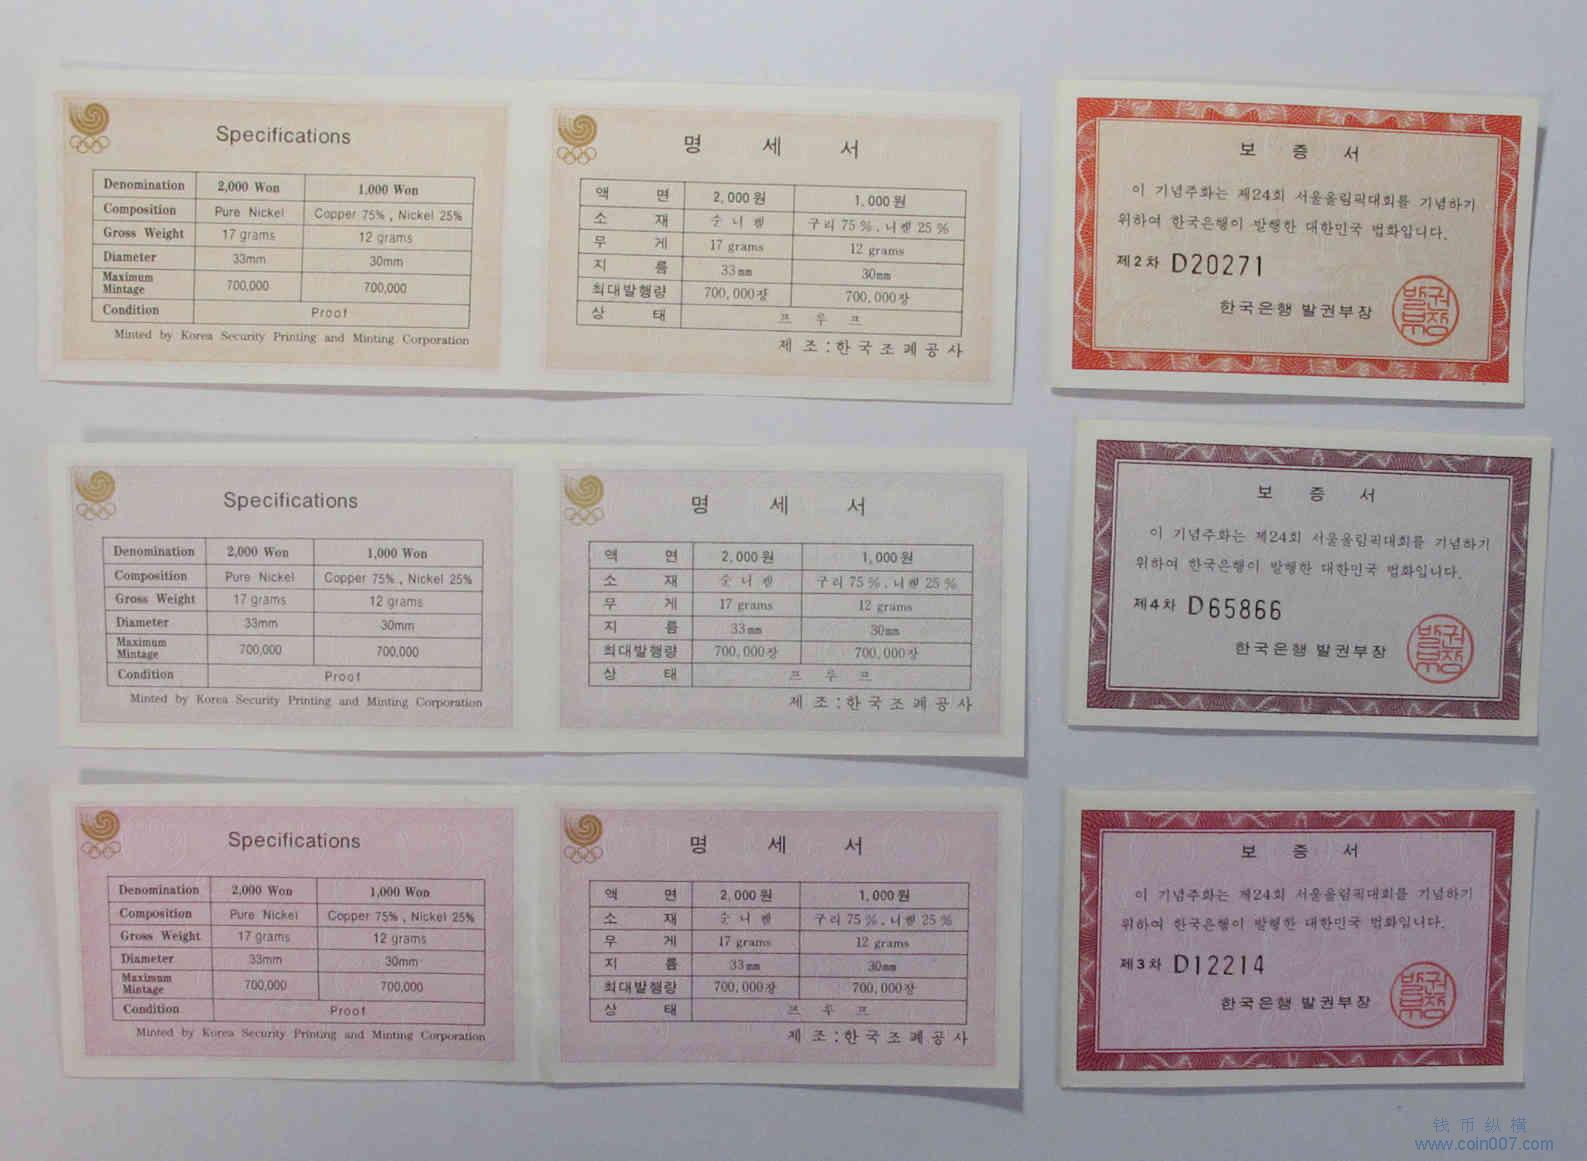 Specifications
Denomination 2,000 Won 1,000 Won
Composition Pure Nickel Copper 75%, Nickel 25%
Gross Weight 17 grams 12 grams
Diameter 33mm 30mm
Maximum Mintage 700,000 700,000
Condition Proof
Minted by Korea Security Printing and Minting Corporation
명 세 서
액 면 2,000원 1,000원
소 재 순 니 켈 구리 75%, 니켈 25%
무 게 17 grams 12 grams
지 름 33mm 30mm
최대발행량 700,000장 700,000장
상 태 프 루 프
제 조 : 한 국 조 폐 공 사
보 증 서
이 기념주화는 제24회 서울올림픽대회를 기념하기
위하여 한국은행이 발행한 대한민국 법화입니다.
제2차 D20271
한국은행 발권부장
발권부장
Specifications
Denomination 2,000 Won 1,000 Won
Composition Pure Nickel Copper 75%, Nickel 25%
Gross Weight 17 grams 12 grams
Diameter 33mm 30mm
Maximum Mintage 700,000 700,000
Condition Proof
Minted by Korea Security Printing and Minting Corporation
명 세 서
액 면 2,000원 1,000원
소 재 순 니 켈 구리 75%, 니켈 25%
무 게 17 grams 12 grams
지 름 33mm 30mm
최대발행량 700,000장 700,000장
상 태 프 루 프
제 조 : 한 국 조 폐 공 사
보 증 서
이 기념주화는 제24회 서울올림픽대회를 기념하기
위하여 한국은행이 발행한 대한민국 법화입니다.
제4차 D65866
한국은행 발권부장
발권부장
Specifications
Denomination 2,000 Won 1,000 Won
Composition Pure Nickel Copper 75%, Nickel 25%
Gross Weight 17 grams 12 grams
Diameter 33mm 30mm
Maximum Mintage 700,000 700,000
Condition Proof
Minted by Korea Security Printing and Minting Corporation
명 세 서
액 면 2,000원 1,000원
소 재 순 니 켈 구리 75%, 니켈 25%
무 게 17 grams 12 grams
지 름 33mm 30mm
최대발행량 700,000장 700,000장
상 태 프 루 프
제 조 : 한 국 조 폐 공 사
보 증 서
이 기념주화는 제24회 서울올림픽대회를 기념하기
위하여 한국은행이 발행한 대한민국 법화입니다.
제3차 D12214
한국은행 발권부장
발권부장
钱币纵横
www.coin007.com